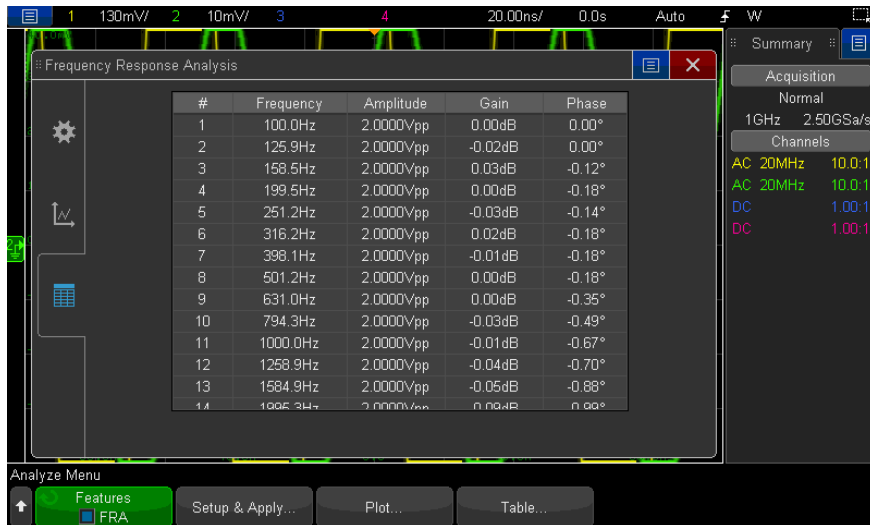 1 130mV/ 2 10mV/ 3 4 20.00ns/ 0.0s Auto W
Summary
Frequency Response Analysis
Acquisition
Normal
1GHz 2.50GSa/s
Channels
AC 20MHz 10.0:1
AC 20MHz 10.0:1
DC 1.00:1
DC 1.00:1
# Frequency Amplitude Gain Phase
1 100.0Hz 2.0000Vpp 0.00dB 0.00°
2 125.9Hz 2.0000Vpp -0.02dB 0.00°
3 158.5Hz 2.0000Vpp 0.03dB -0.12°
4 199.5Hz 2.0000Vpp 0.00dB -0.18°
5 251.2Hz 2.0000Vpp -0.03dB -0.14°
6 316.2Hz 2.0000Vpp 0.02dB -0.18°
7 398.1Hz 2.0000Vpp -0.01dB -0.18°
8 501.2Hz 2.0000Vpp 0.00dB -0.18°
9 631.0Hz 2.0000Vpp 0.00dB -0.35°
10 794.3Hz 2.0000Vpp -0.03dB -0.49°
11 1000.0Hz 2.0000Vpp -0.01dB -0.67°
12 1258.9Hz 2.0000Vpp -0.04dB -0.70°
13 1584.9Hz 2.0000Vpp -0.05dB -0.88°
14 1995.3Hz 2.0000Vpp
Analyze Menu
Features
FRA
Setup & Apply...
Plot...
Table...